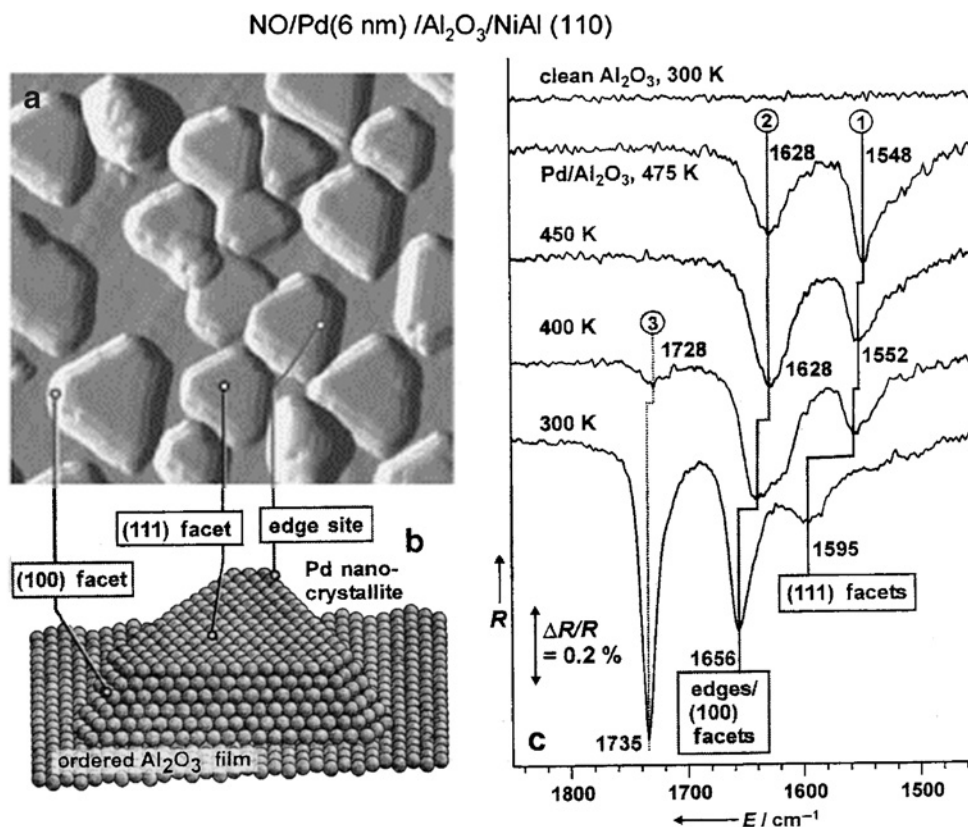 NO/Pd(6 nm) /Al2O3/NiAl (110)
a
(111) facet
edge site
b
(100) facet
Pd nano-
crystallite
ordered Al2O3 film
clean Al2O3, 300 K
2
1
1628
1548
Pd/Al2O3, 475 K
450 K
3
400 K
1728
1628
1552
300 K
1595
(111) facets
R
ΔR/R
= 0.2 %
1656
edges/
(100)
facets
c
1735
1800
1700
1600
1500
E / cm−1